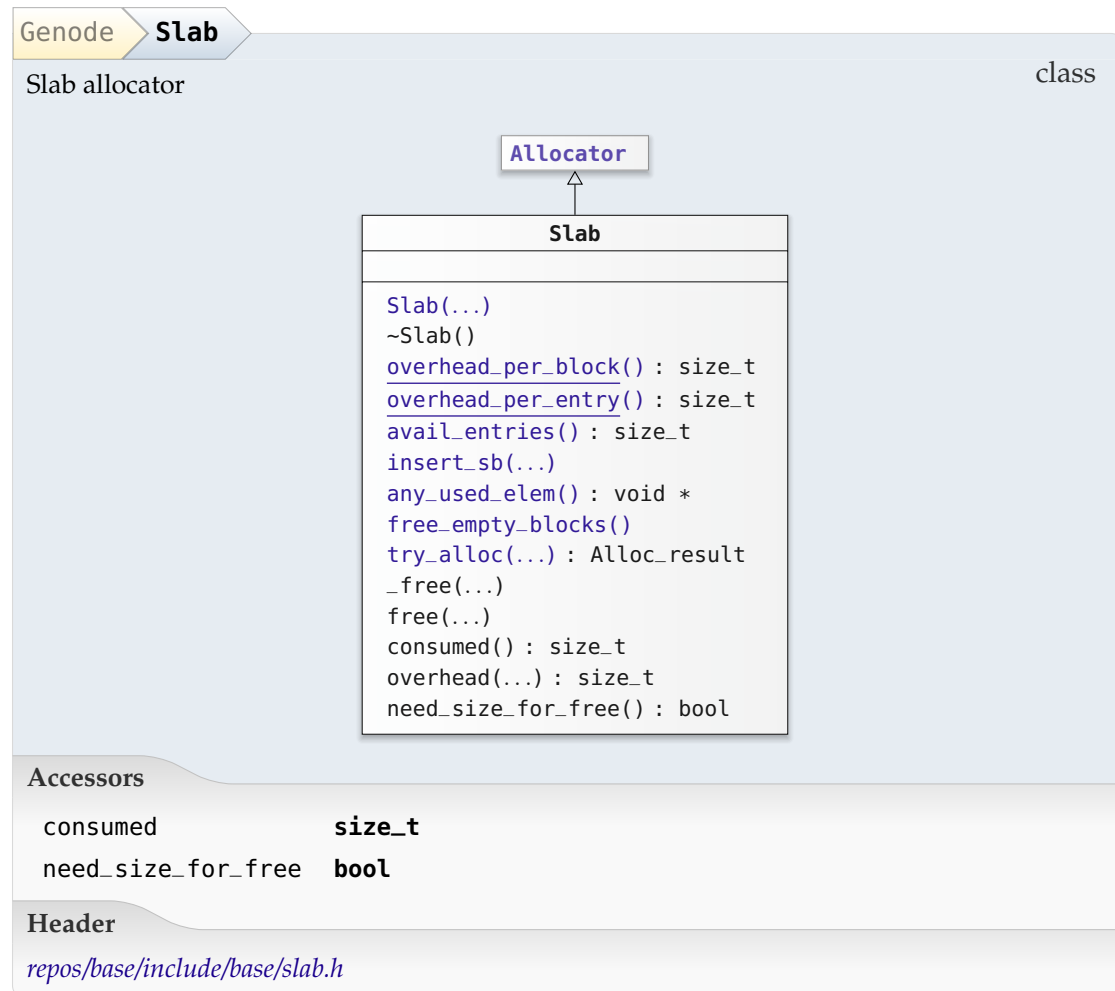 Genode Slab
class
Slab allocator
Allocator
Slab
Slab(...)
~Slab()
overhead_per_block() : size_t
overhead_per_entry() : size_t
avail_entries() : size_t
insert_sb(...)
any_used_elem() : void *
free_empty_blocks()
try_alloc(...) : Alloc_result
_free(...)
free(...)
consumed() : size_t
overhead(...) : size_t
need_size_for_free() : bool
Accessors
consumed size_t
need_size_for_free bool
Header
repos/base/include/base/slab.h